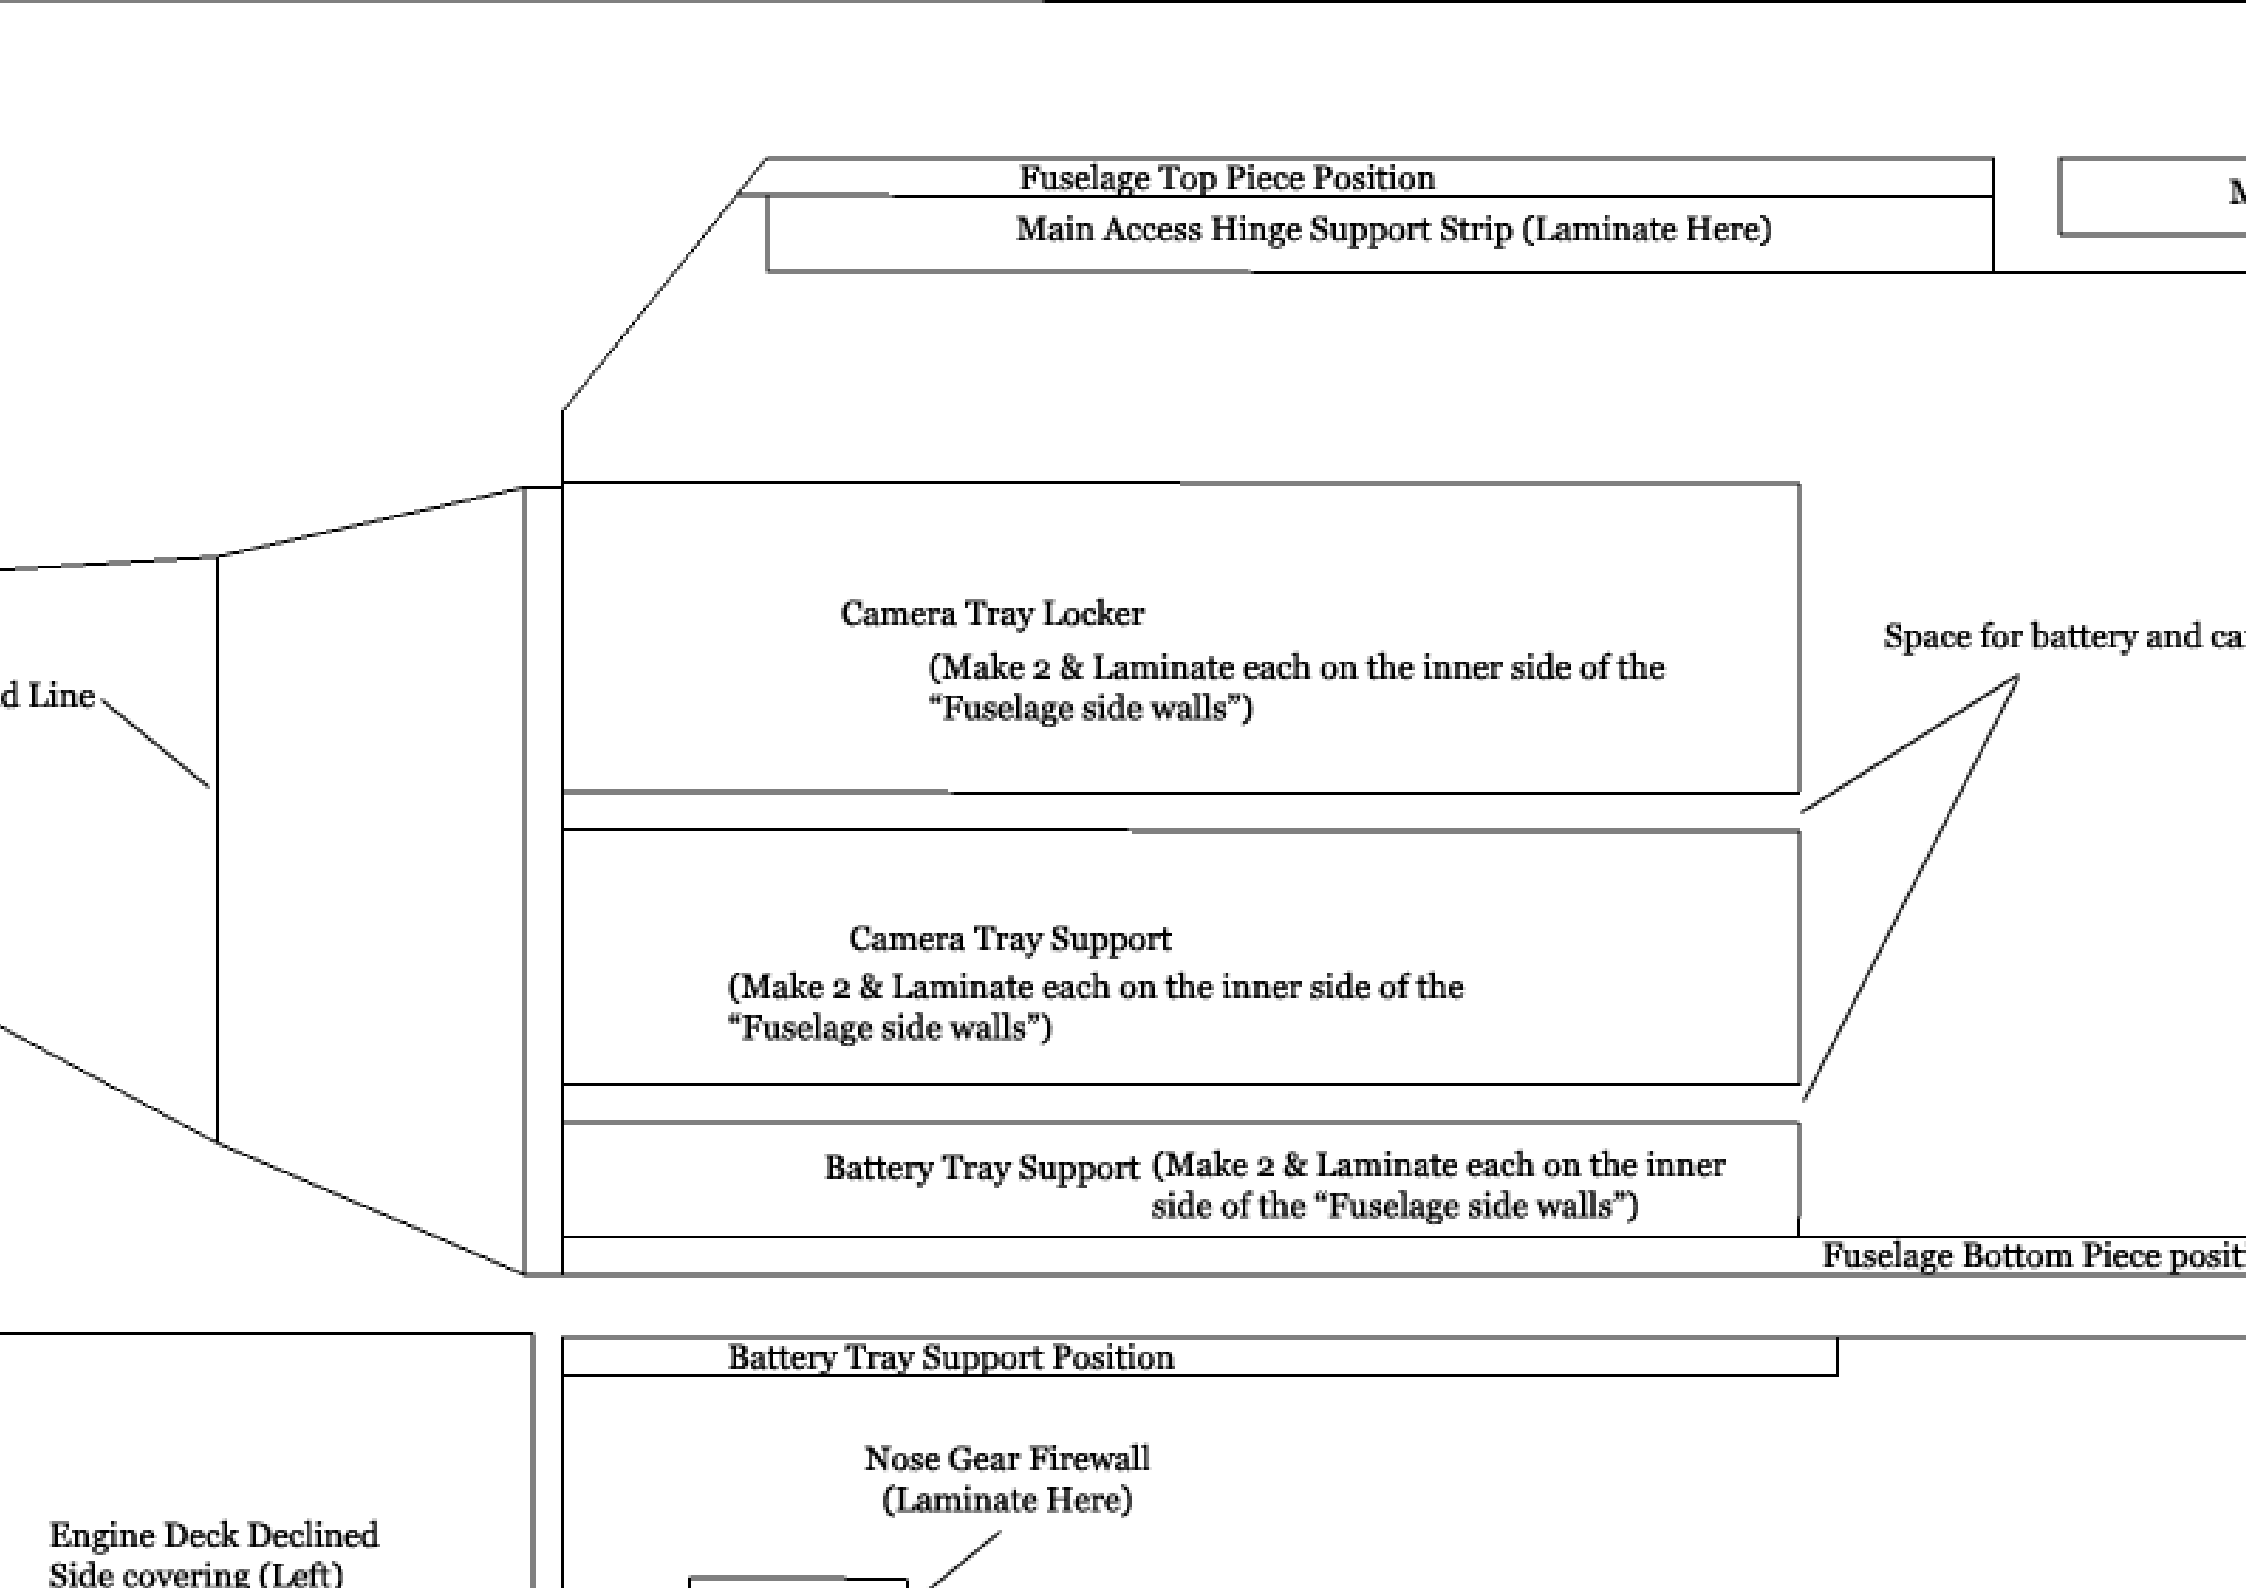 Fuselage Top Piece Position
Main Access Hinge Support Strip (Laminate Here)
Camera Tray Locker
(Make 2 & Laminate each on the inner side of the
“Fuselage side walls”)
Space for battery and
d Line
Camera Tray Support
(Make 2 & Laminate each on the inner side of the
“Fuselage side walls”)
Battery Tray Support (Make 2 & Laminate each on the inner
side of the “Fuselage side walls”)
Fuselage Bottom Piece positi
Battery Tray Support Position
Nose Gear Firewall
(Laminate Here)
Engine Deck Declined
Side covering (Left)